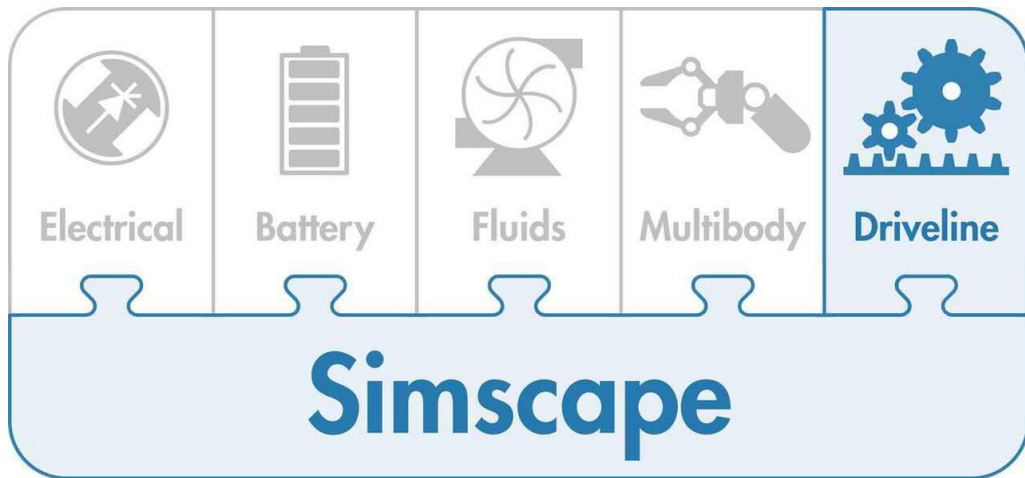 Electrical
Battery
Fluids
Multibody
Driveline
Simscape